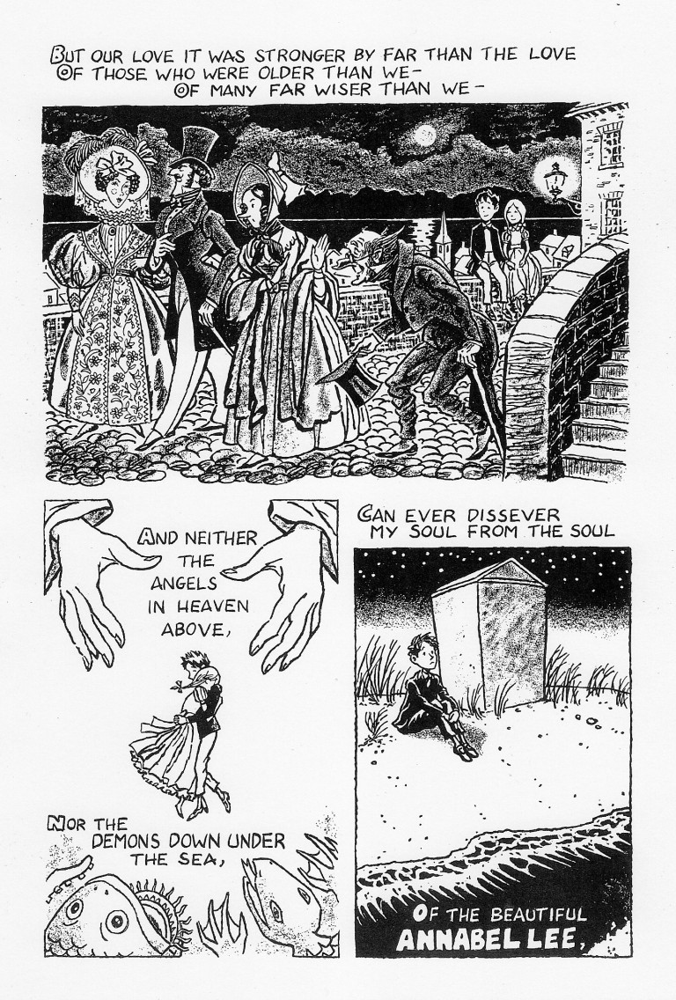 BUT OUR LOVE IT WAS STRONGER BY FAR THAN THE LOVE
OF THOSE WHO WERE OLDER THAN WE—
OF MANY FAR WISER THAN WE—
AND NEITHER
THE
ANGELS
IN HEAVEN
ABOVE,
NOR THE
DEMONS DOWN UNDER
THE SEA,
CAN EVER DISSEVER
MY SOUL FROM THE SOUL
OF THE BEAUTIFUL
ANNABEL LEE,